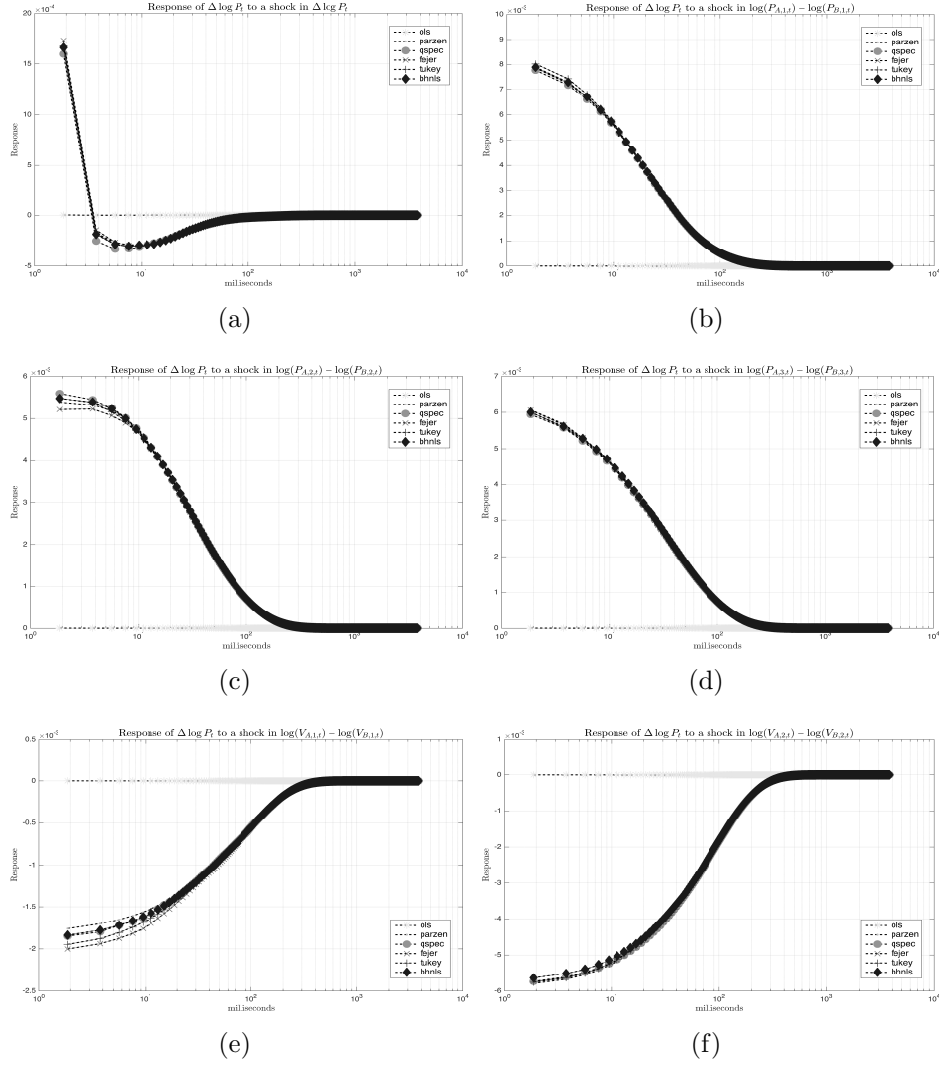 Response of Δ log P_t to a shock in Δ log P_t
×10^-4
20
15
10
5
0
-5
Response
10^0 10^1 10^2 10^3 10^4
miliseconds
ols
parzen
qspec
fejer
tukey
bhnls
(a)
Response of Δ log P_t to a shock in log(P_{A,1,t}) − log(P_{B,1,t})
10
9
8
7
6
5
4
3
2
1
0
Response
10^0 10^1 10^2 10^3 10^4
miliseconds
ols
parzen
qspec
fejer
tukey
bhnls
(b)
Response of Δ log P_t to a shock in log(P_{A,2,t}) − log(P_{B,2,t})
6
5
4
3
2
1
0
Response
10^0 10^1 10^2 10^3 10^4
miliseconds
ols
parzen
qspec
fejer
tukey
bhnls
(c)
Response of Δ log P_t to a shock in log(P_{A,3,t}) − log(P_{B,3,t})
7
6
5
4
3
2
1
0
Response
10^0 10^1 10^2 10^3 10^4
miliseconds
ols
parzen
qspec
fejer
tukey
bhnls
(d)
Response of Δ log P_t to a shock in log(V_{A,1,t}) − log(V_{B,1,t})
0.5
0
-0.5
-1
-1.5
-2
-2.5
Response
10^0 10^1 10^2 10^3 10^4
miliseconds
ols
parzen
qspec
fejer
tukey
bhnls
(e)
Response of Δ log P_t to a shock in log(V_{A,2,t}) − log(V_{B,2,t})
1
0
-1
-2
-3
-4
-5
-6
Response
10^0 10^1 10^2 10^3 10^4
miliseconds
ols
parzen
qspec
fejer
tukey
bhnls
(f)